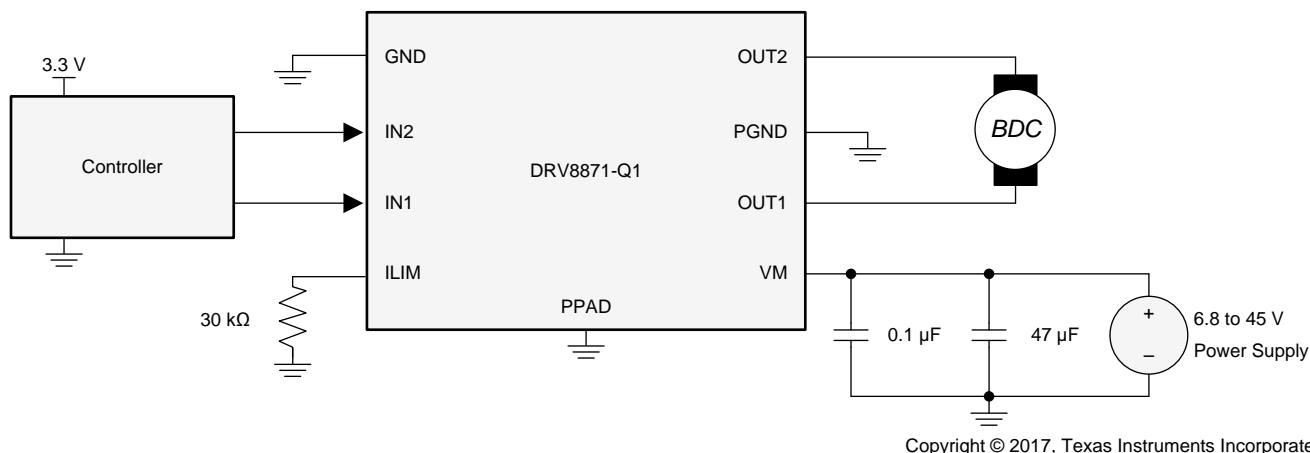 3.3 V
Controller
GND
IN2
IN1
ILIM
30 kΩ
DRV8871-Q1
PPAD
OUT2
PGND
OUT1
VM
BDC
0.1 µF
47 µF
+
–
6.8 to 45 V
Power Supply
Copyright © 2017, Texas Instruments Incorporate